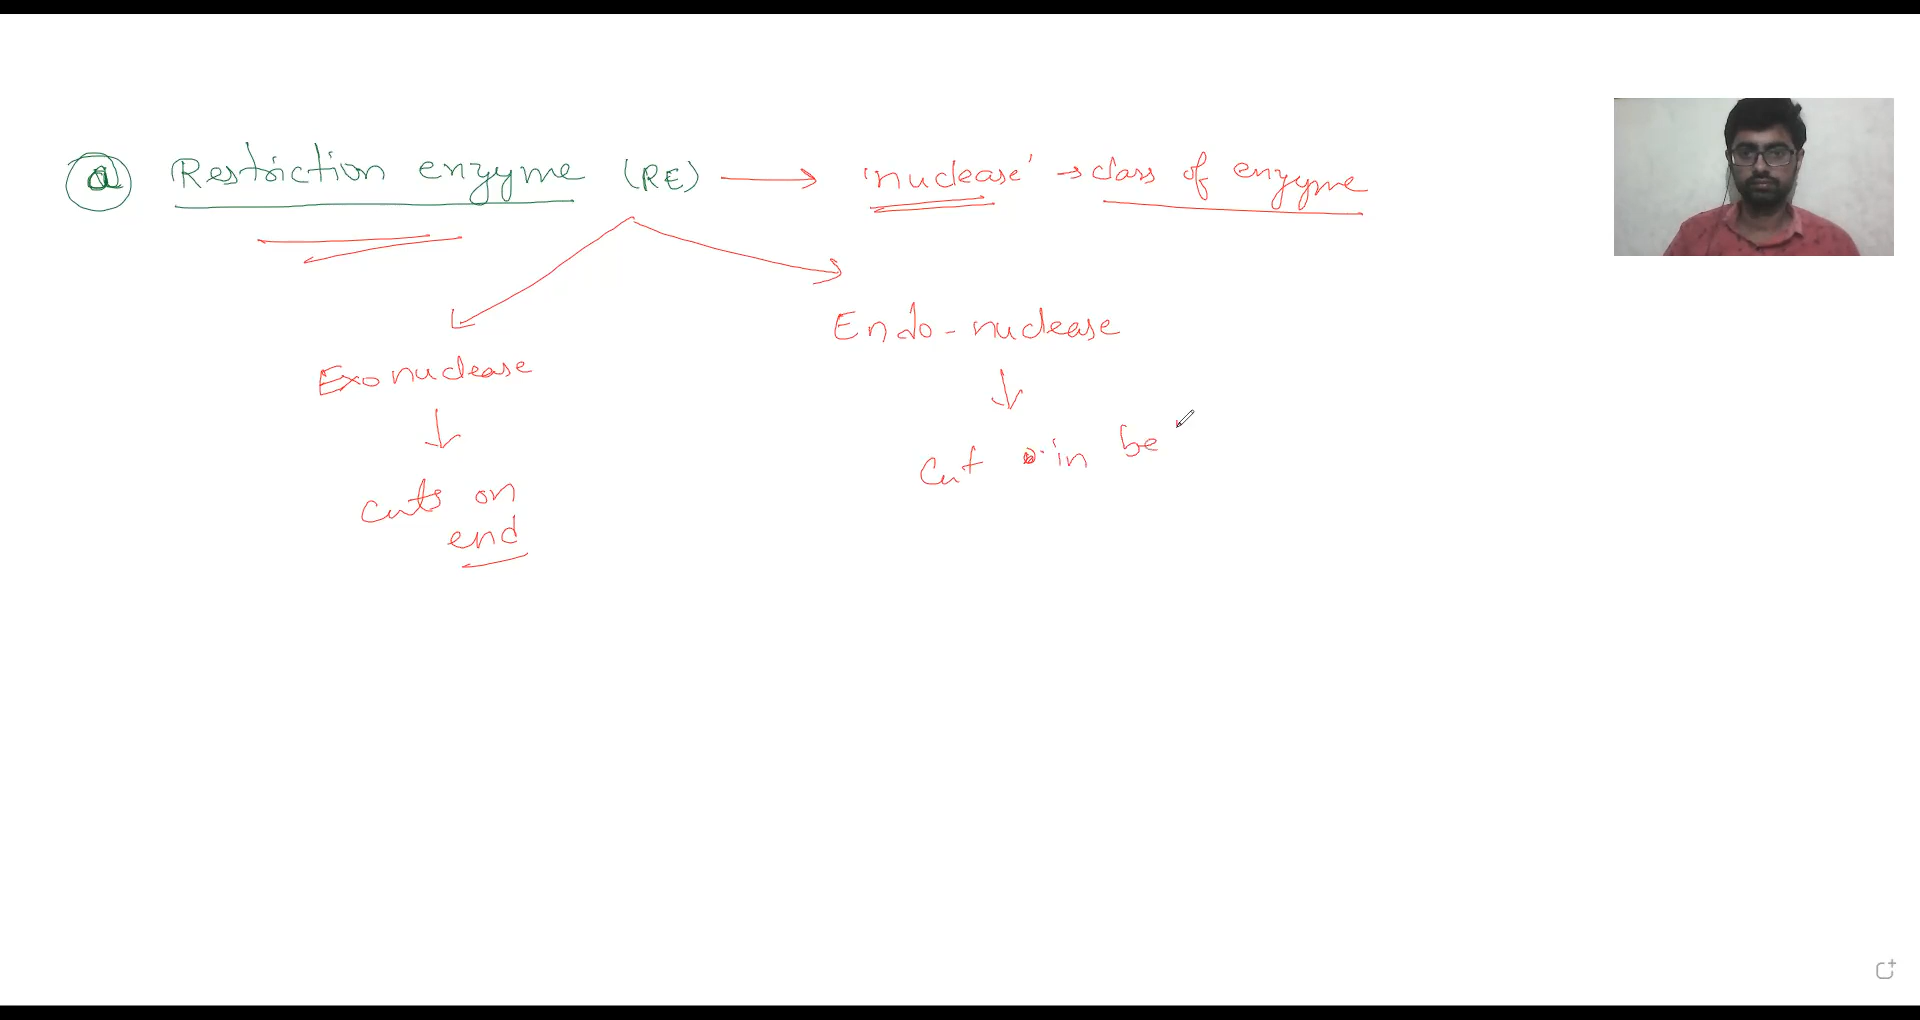 a Restriction enzyme (RE) → 'nuclease' → class of enzyme
Endo-nuclease
Exonuclease
↓
↓
Cut in be
cuts on
end